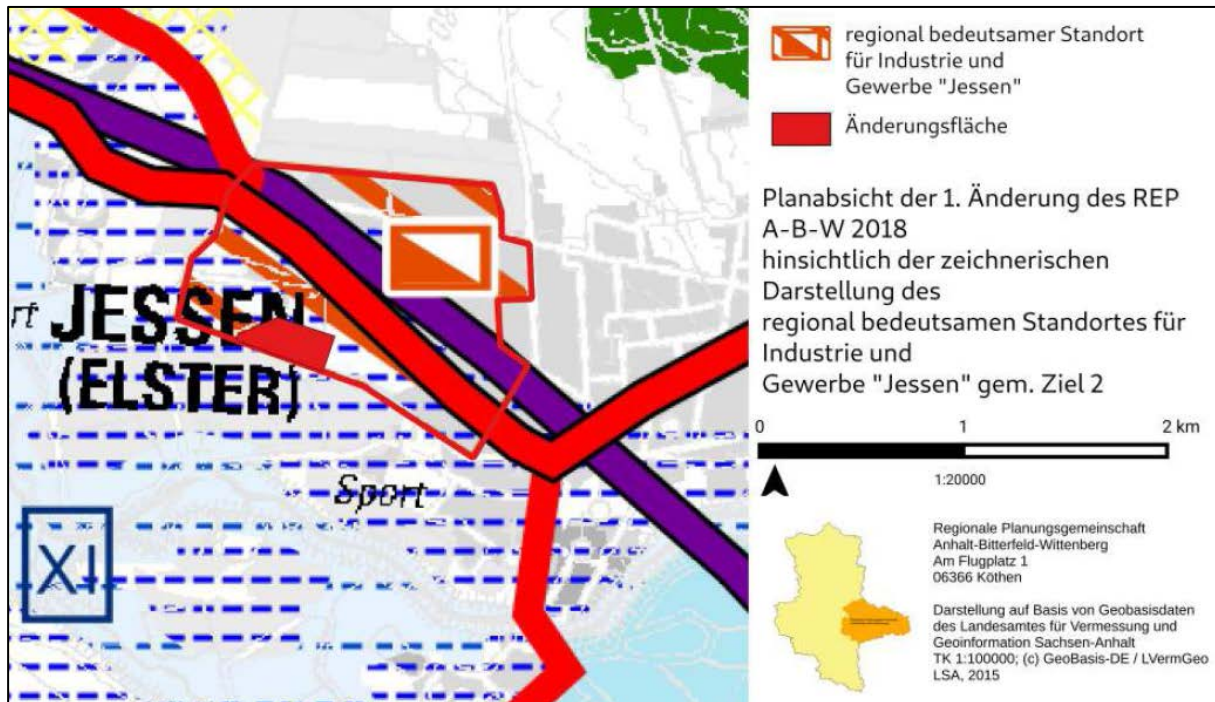 JESSEN
(ELSTER)
Sport
XI
regional bedeutsamer Standort
für Industrie und
Gewerbe "Jessen"
Änderungsfläche
Planabsicht der 1. Änderung des REP
A-B-W 2018
hinsichtlich der zeichnerischen
Darstellung des
regional bedeutsamen Standortes für
Industrie und
Gewerbe "Jessen" gem. Ziel 2
0 1 2 km
1:20000
Regionale Planungsgemeinschaft
Anhalt-Bitterfeld-Wittenberg
Am Flugplatz 1
06366 Köthen
Darstellung auf Basis von Geobasisdaten
des Landesamtes für Vermessung und
Geoinformation Sachsen-Anhalt
TK 1:100000; (c) GeoBasis-DE / LVermGeo
LSA, 2015